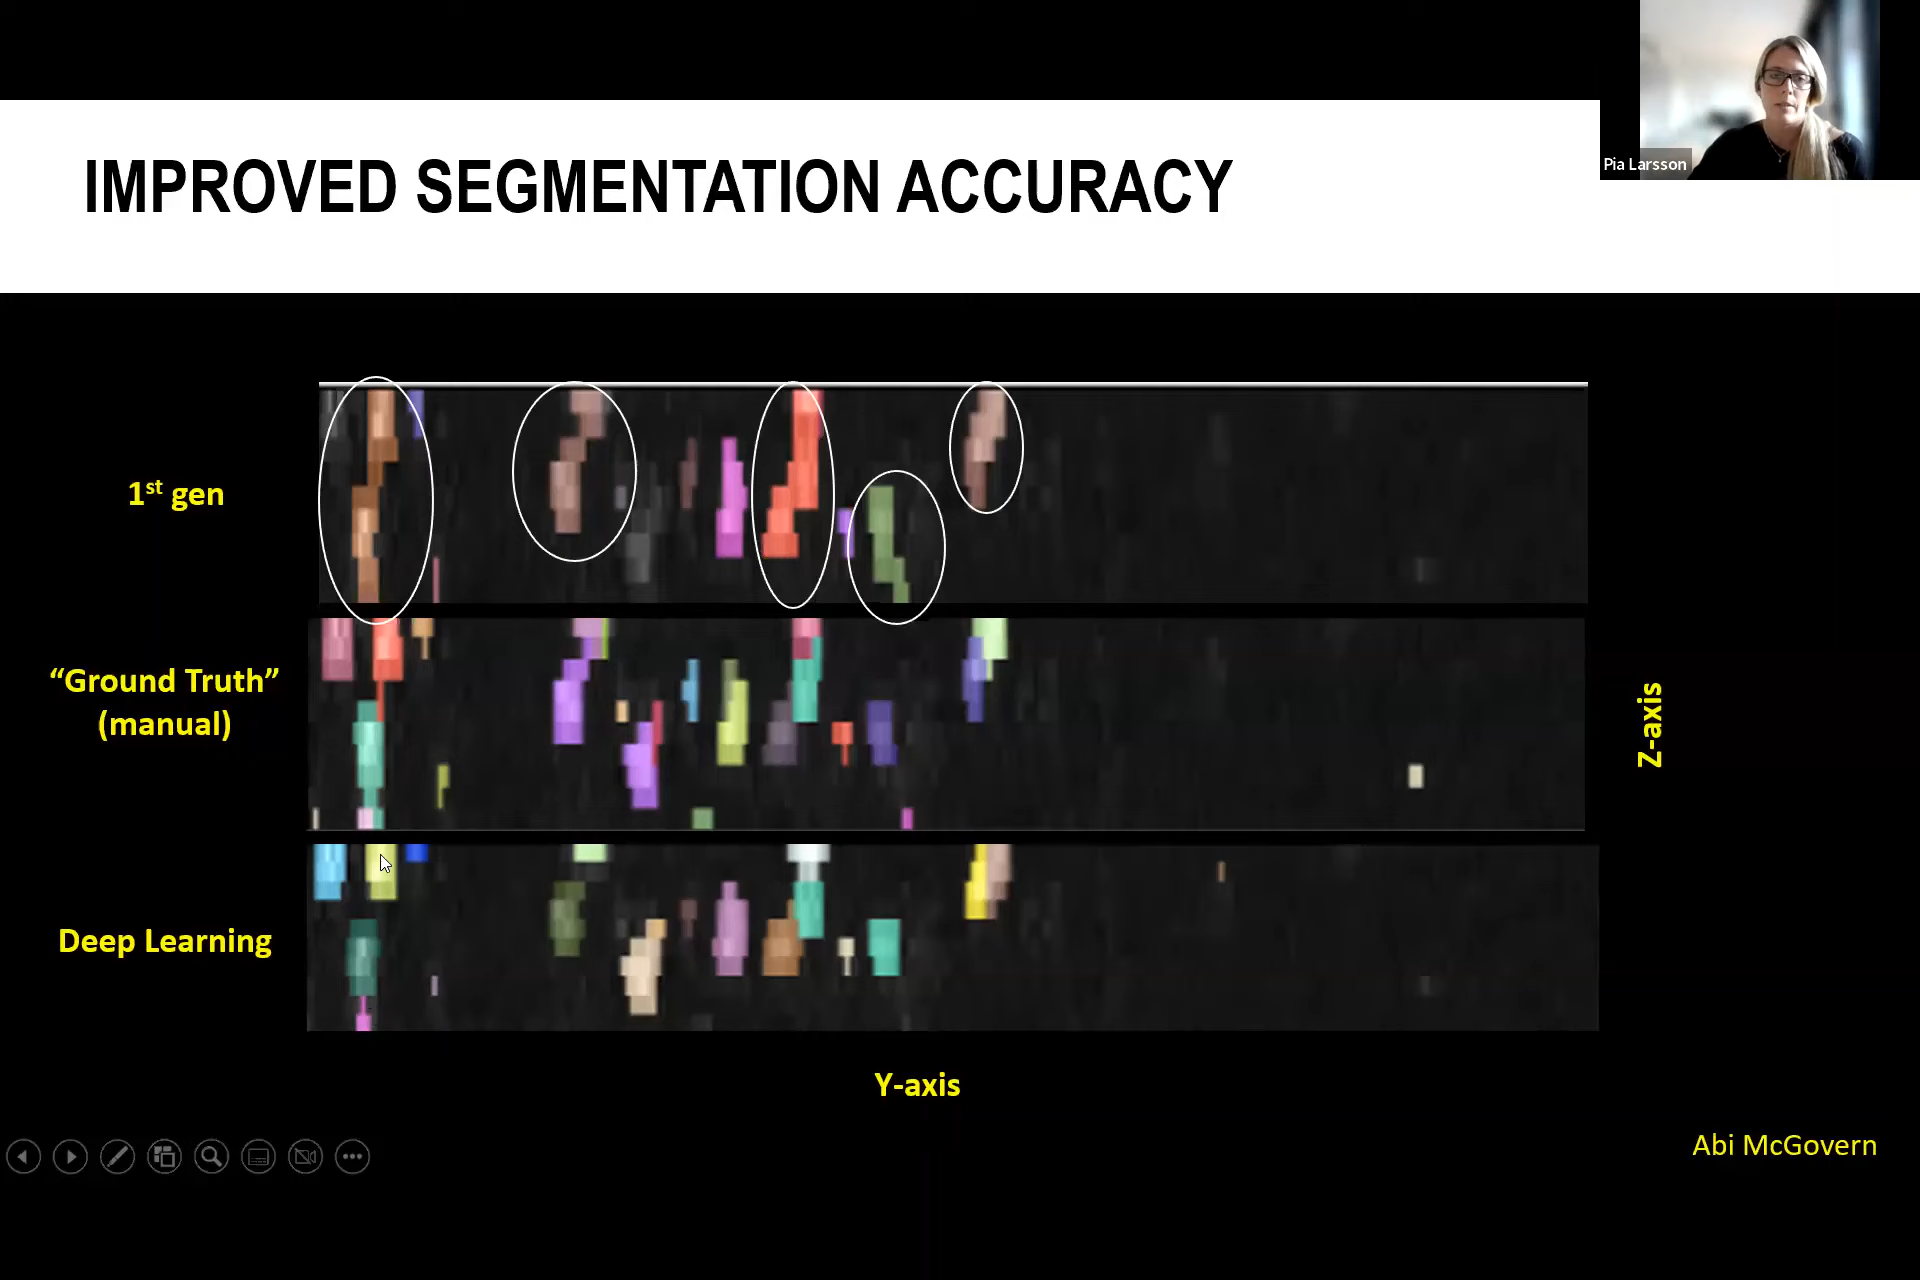 Pia Larsson
IMPROVED SEGMENTATION ACCURACY
1st gen
“Ground Truth”
(manual)
Z-axis
Deep Learning
Y-axis
Abi McGovern